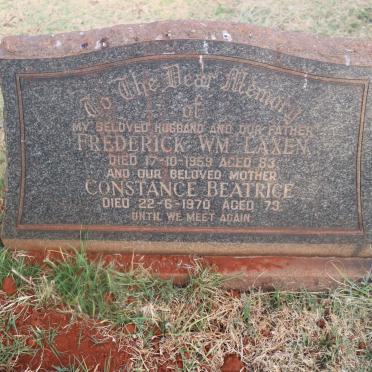 To The Dear Memory
of
MY BELOVED HUSBAND AND OUR FATHER
FREDERICK WM LAXEN
DIED 17-10-1959 AGED 63
AND OUR BELOVED MOTHER
CONSTANCE BEATRICE
DIED 22-6-1970 AGED 73
UNTIL WE MEET AGAIN